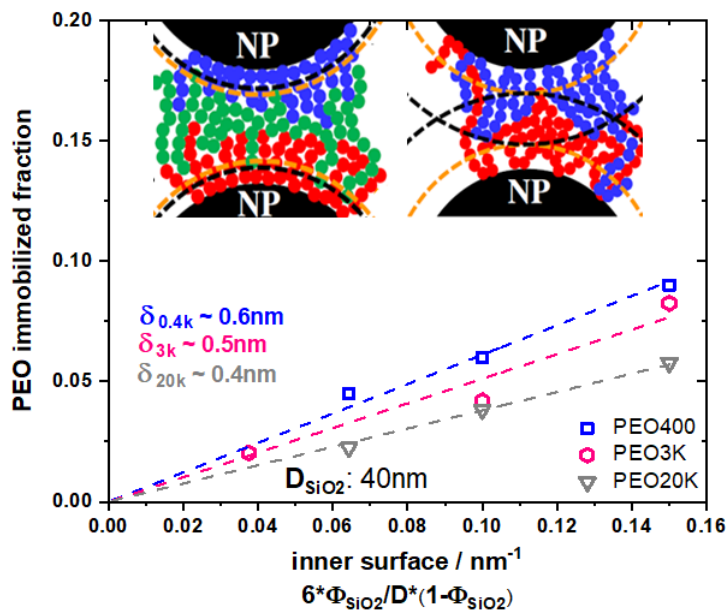 0.20
0.15
0.10
0.05
0.00
PEO immobilized fraction
NP
NP
NP
NP
δ0.4k ~ 0.6nm
δ3k ~ 0.5nm
δ20k ~ 0.4nm
DSiO2: 40nm
PEO400
PEO3K
PEO20K
0.00 0.02 0.04 0.06 0.08 0.10 0.12 0.14 0.16
inner surface / nm-1
6*ΦSiO2/D*(1-ΦSiO2)